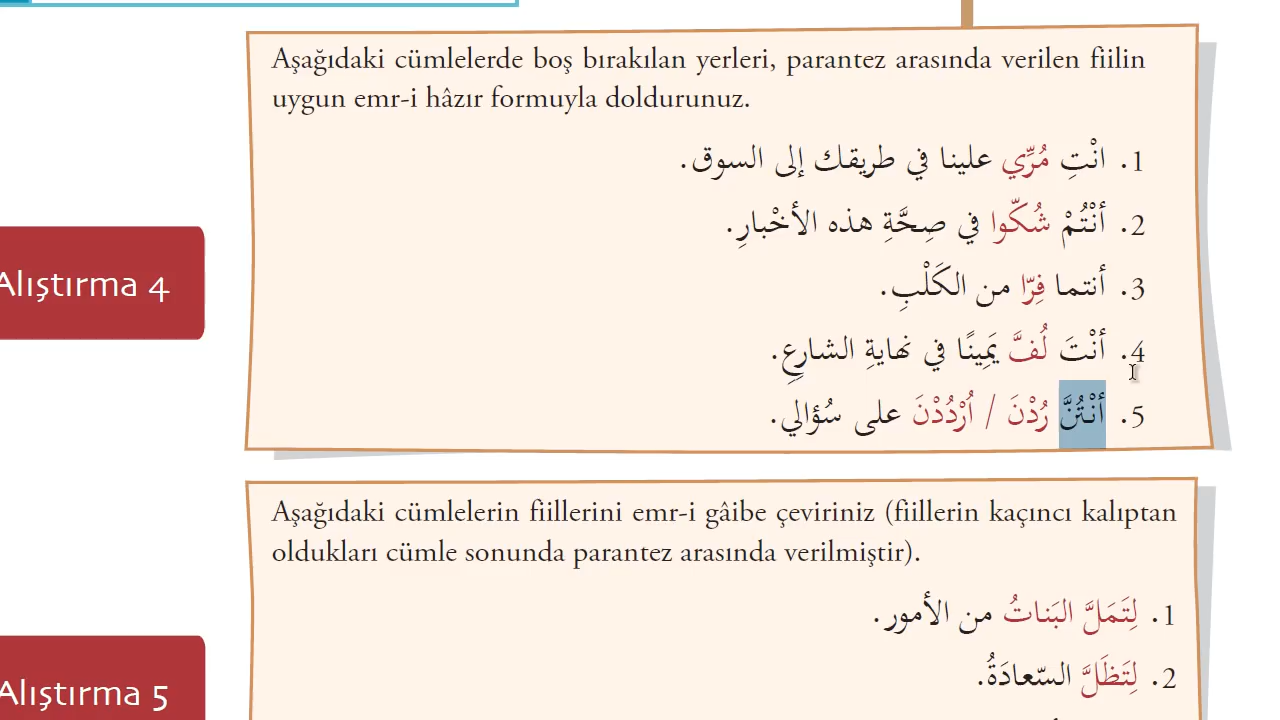 Aşağıdaki cümlelerde boş bırakılan yerleri, parantez arasında verilen fiilin
uygun emr-i hâzır formuyla doldurunuz.
1. انْتِ مُرِّي علينا في طريقك إلى السوق.
2. أنْتُمْ شُكّوا في صِحَّةِ هذه الأخْبارِ.
3. أنتما فِرّا من الكَلْبِ.
4. أنْتَ لُفَّ يَمِينًا في نهايةِ الشارِعِ.
5. أنْتُنَّ رُدْنَ / اُرْدُدْنَ على سُؤالي.
Alıştırma 4
Aşağıdaki cümlelerin fiillerini emr-i gâibe çeviriniz (fiillerin kaçıncı kalıptan
oldukları cümle sonunda parantez arasında verilmiştir).
1. لِتَمَلَّ البَناتُ من الأمور.
2. لِتَظَلَّ السّعادَةُ.
Alıştırma 5